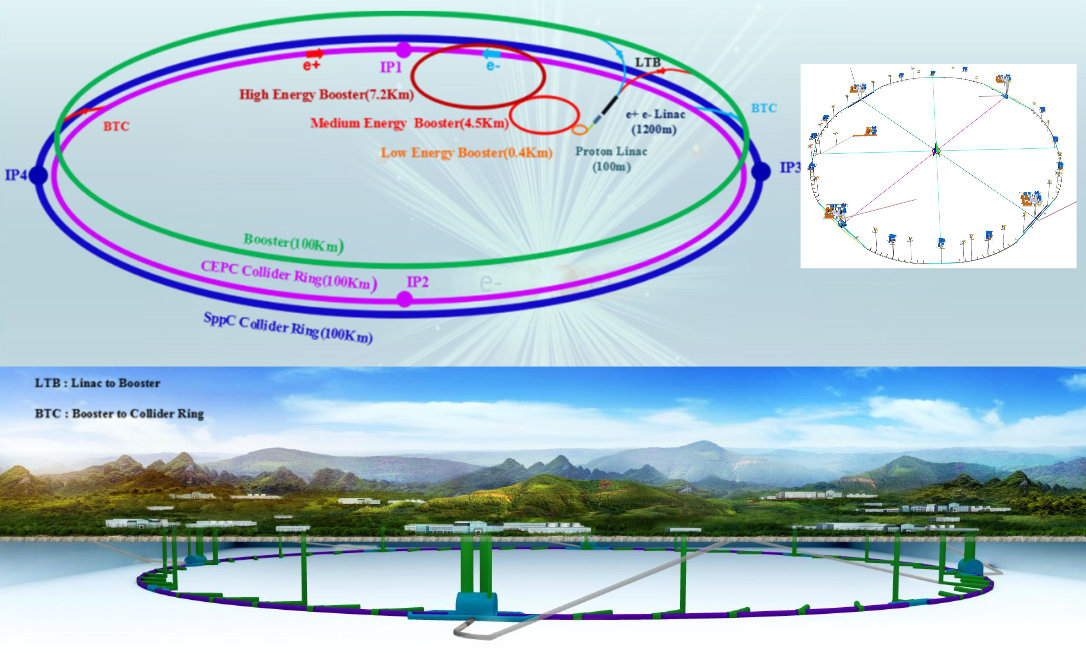 IP1
e+
e-
LTB
High Energy Booster(7.2Km)
Medium Energy Booster(4.5Km)
Low Energy Booster(0.4Km)
e+ e- Linac
(1200m)
Proton Linac
(100m)
BTC
BTC
IP4
IP3
Booster(100Km)
CEPC Collider Ring(100Km)
IP2
e-
SppC Collider Ring(100Km)
LTB : Linac to Booster
BTC : Booster to Collider Ring